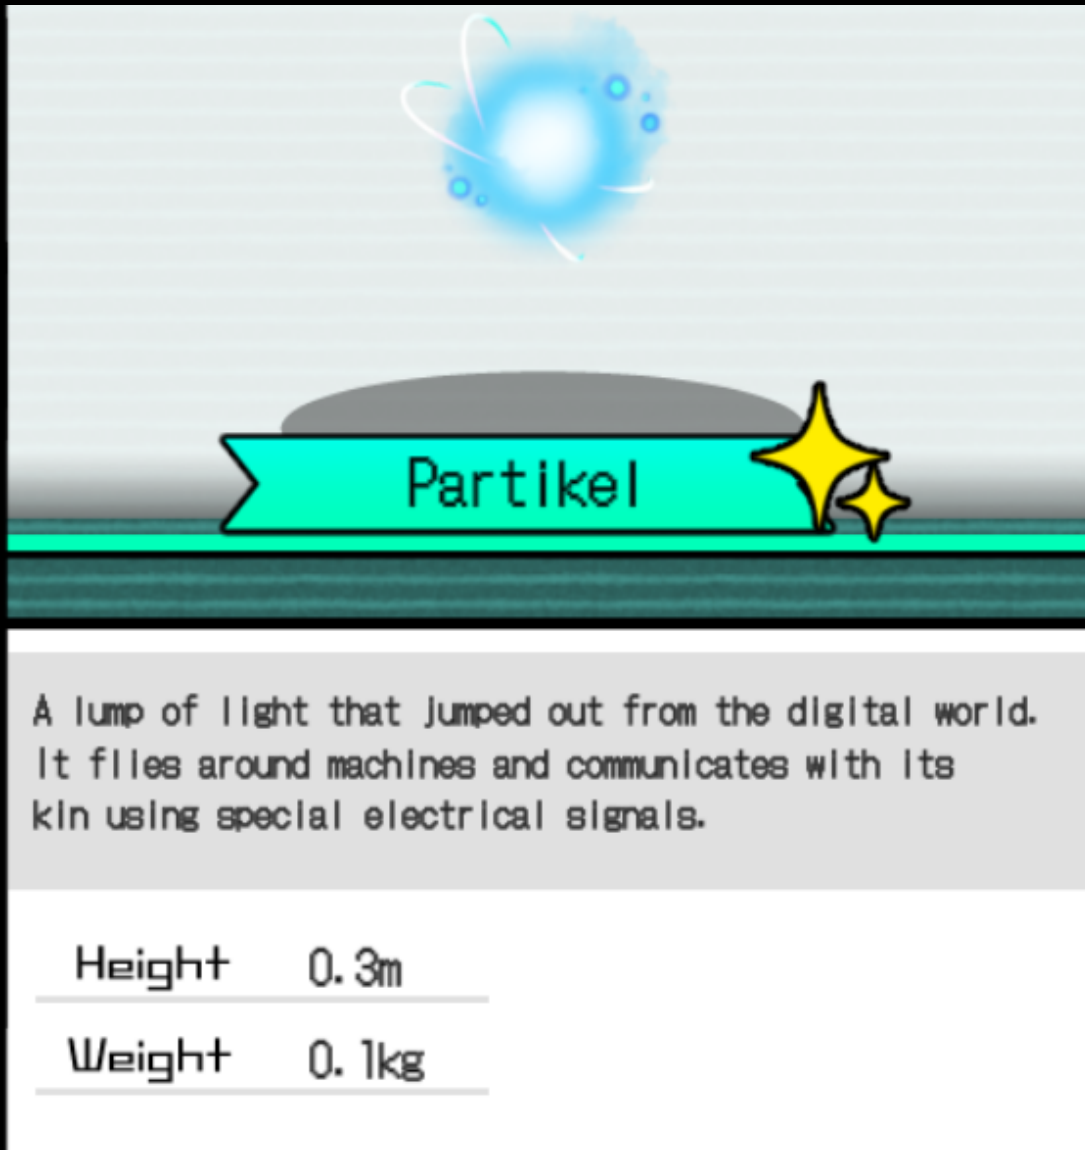 Partikel
A lump of light that jumped out from the digital world.
It flies around machines and communicates with its
kin using special electrical signals.
Height 0.3m
Weight 0.1kg